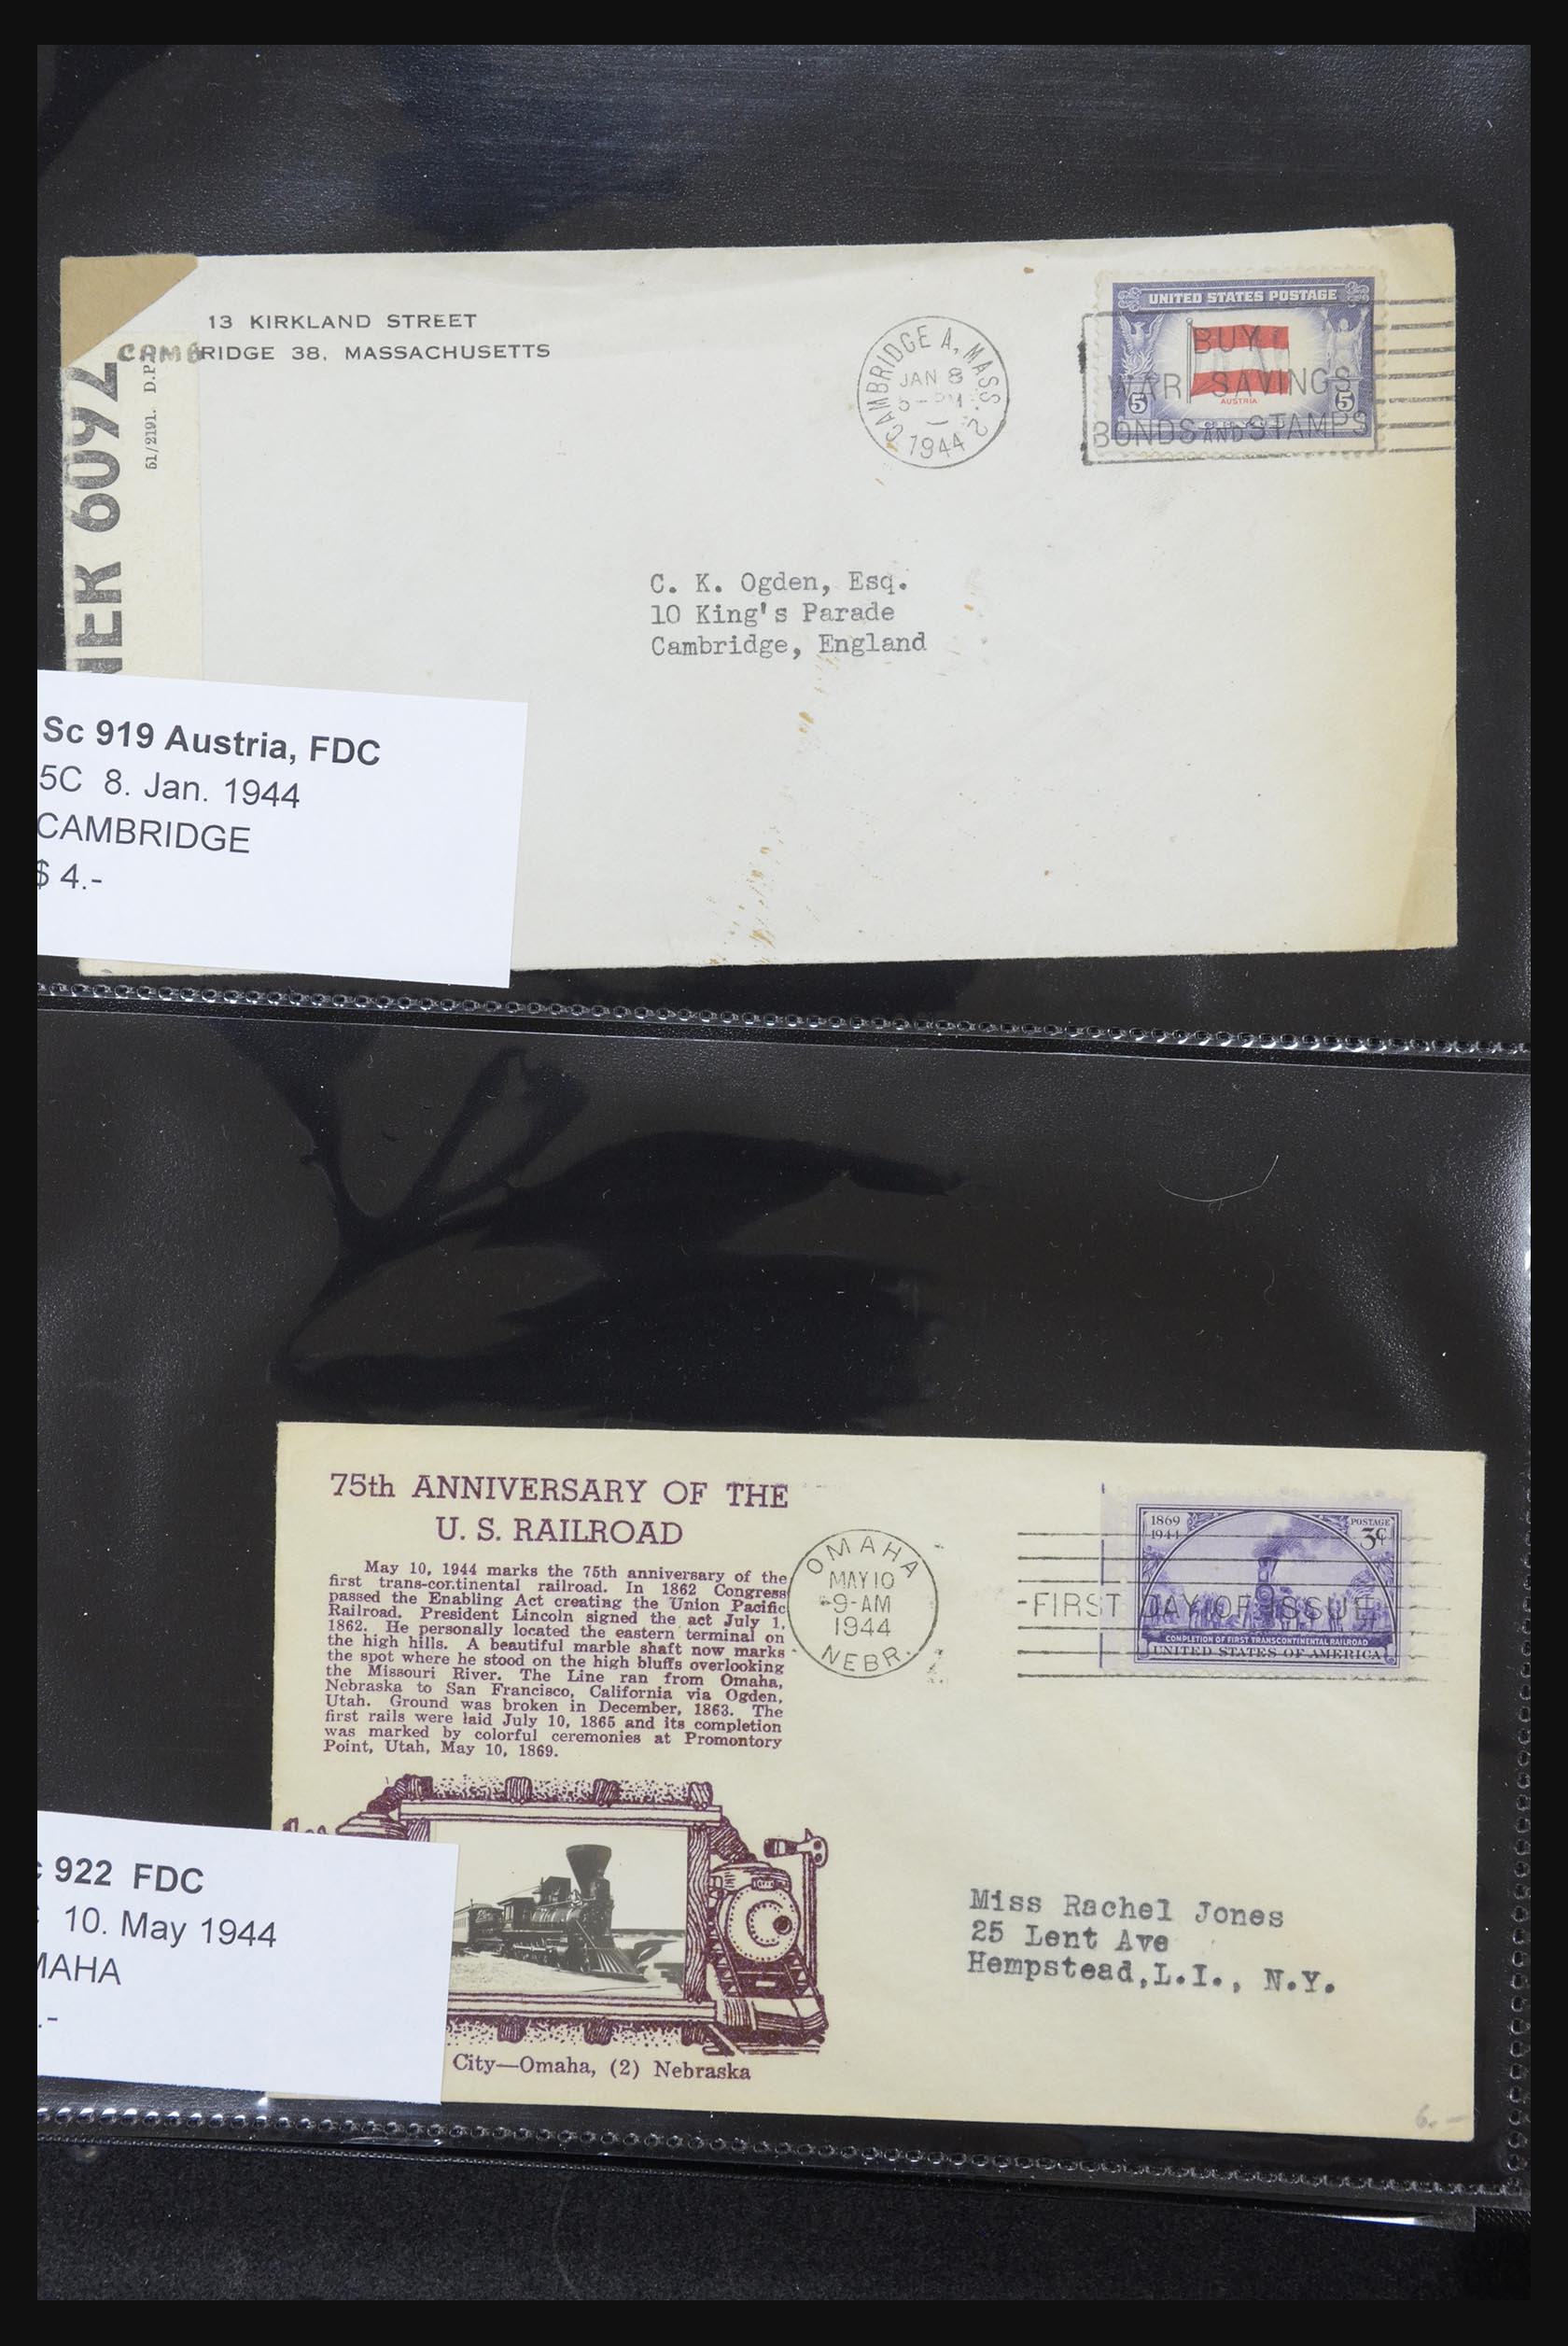 13 KIRKLAND STREET
CAMBRIDGE 38, MASSACHUSETTS
51/2191. D.P.
NER 6097
CAMBRIDGE A, MASS. 2
JAN 8
5-PM
1944
UNITED STATES POSTAGE
BUY
WAR SAVINGS
BONDS AND STAMPS
AUSTRIA
5 5
C. K. Ogden, Esq.
10 King's Parade
Cambridge, England
Sc 919 Austria, FDC
5C 8. Jan. 1944
CAMBRIDGE
$ 4.-
75th ANNIVERSARY OF THE
U. S. RAILROAD
May 10, 1944 marks the 75th anniversary of the
first trans-cor.tinental railroad. In 1862 Congress
passed the Enabling Act creating the Union Pacific
Railroad. President Lincoln signed the act July 1,
1862. He personally located the eastern terminal on
the high hills. A beautiful marble shaft now marks
the spot where he stood on the high bluffs overlooking
the Missouri River. The Line ran from Omaha,
Nebraska to San Francisco, California via Ogden,
Utah. Ground was broken in December, 1863. The
first rails were laid July 10, 1865 and its completion
was marked by colorful ceremonies at Promontory
Point, Utah, May 10, 1869.
OMAHA
MAY 10
9-AM
1944
NEBR.
1869
1944
POSTAGE
3¢
FIRST DAY OF ISSUE
COMPLETION OF FIRST TRANSCONTINENTAL RAILROAD
UNITED STATES OF AMERICA
c 922 FDC
10. May 1944
MAHA
.-
Miss Rachel Jones
25 Lent Ave
Hempstead,L.I., N.Y.
City—Omaha, (2) Nebraska
6.-